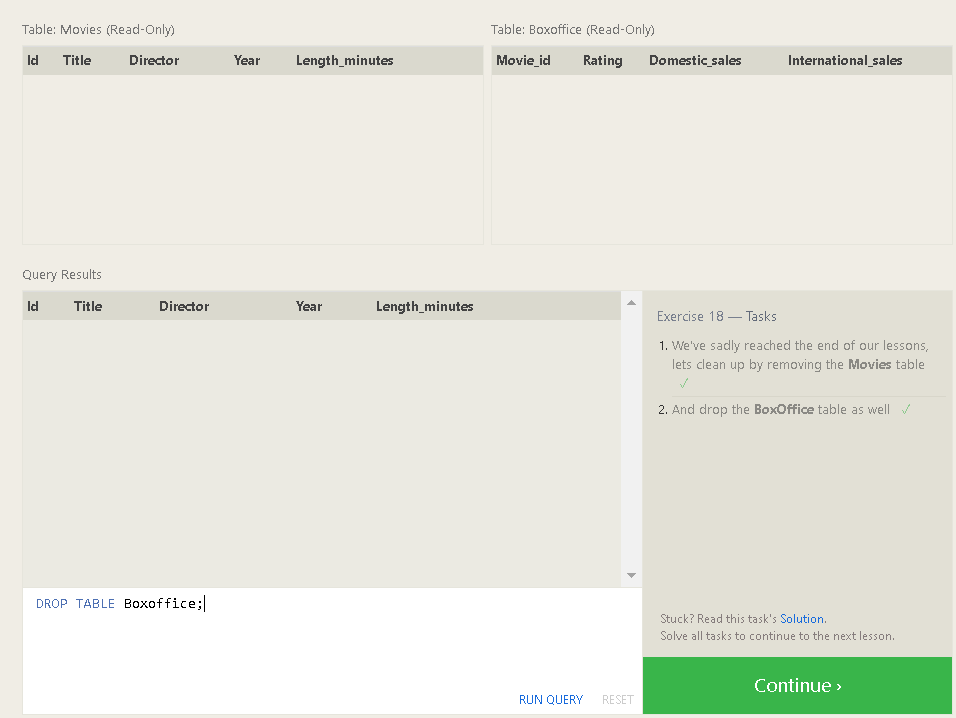 Table: Movies (Read-Only)
Id Title Director Year Length_minutes
Table: Boxoffice (Read-Only)
Movie_id Rating Domestic_sales International_sales
Query Results
Id Title Director Year Length_minutes
DROP TABLE Boxoffice;
RUN QUERY RESET
Exercise 18 — Tasks
1. We've sadly reached the end of our lessons,
lets clean up by removing the Movies table
✓
2. And drop the BoxOffice table as well ✓
Stuck? Read this task's Solution.
Solve all tasks to continue to the next lesson.
Continue ›